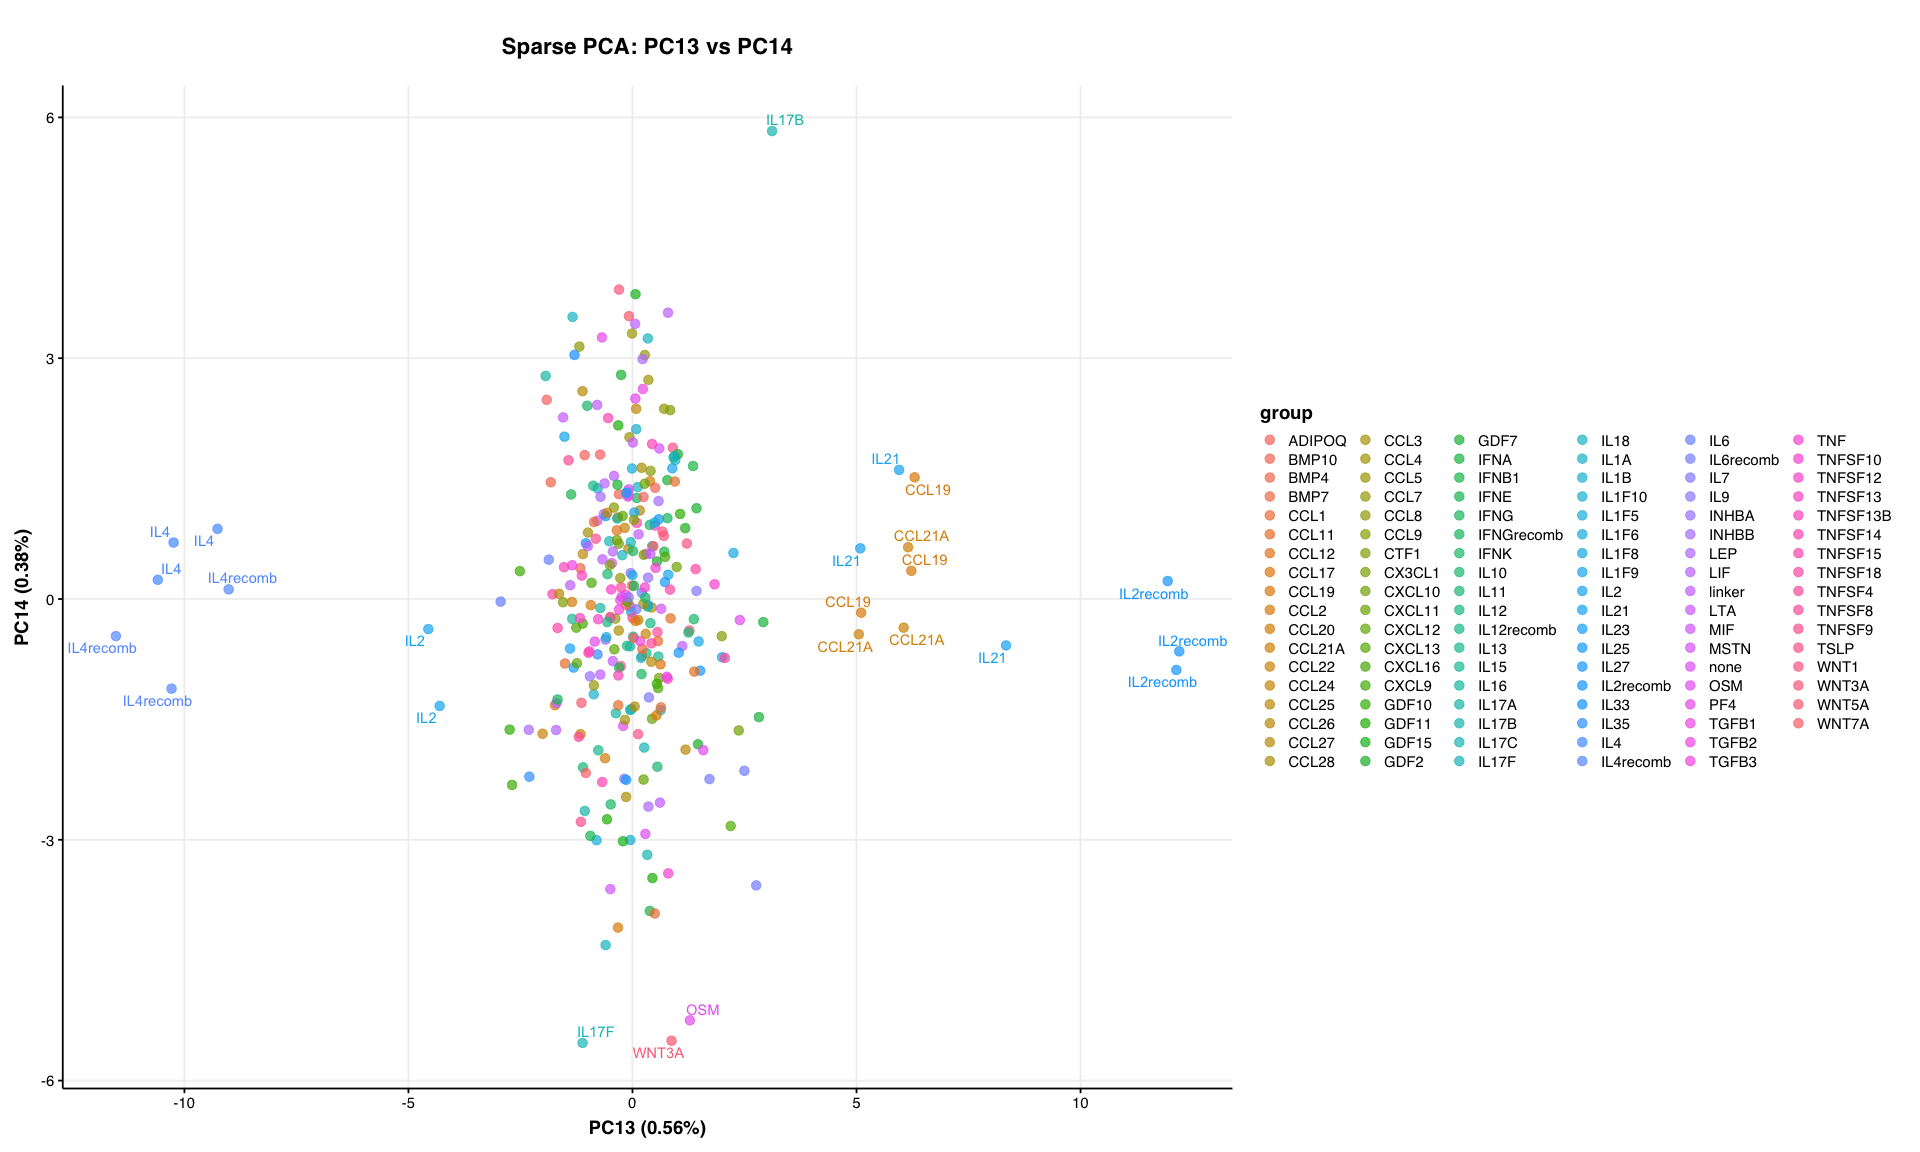 Sparse PCA: PC13 vs PC14
PC14 (0.38%)
6
3
0
-3
-6
-10
-5
0
5
10
PC13 (0.56%)
IL17B
IL21
CCL19
IL4
IL4
CCL21A
IL21
CCL19
IL4
IL4recomb
IL2recomb
CCL19
IL2
CCL21A
IL2recomb
IL4recomb
CCL21A
IL21
IL2recomb
IL4recomb
IL2
OSM
IL17F
WNT3A
group
ADIPOQ
BMP10
BMP4
BMP7
CCL1
CCL11
CCL12
CCL17
CCL19
CCL2
CCL20
CCL21A
CCL22
CCL24
CCL25
CCL26
CCL27
CCL28
CCL3
CCL4
CCL5
CCL7
CCL8
CCL9
CTF1
CX3CL1
CXCL10
CXCL11
CXCL12
CXCL13
CXCL16
CXCL9
GDF10
GDF11
GDF15
GDF2
GDF7
IFNA
IFNB1
IFNE
IFNG
IFNGrecomb
IFNK
IL10
IL11
IL12
IL12recomb
IL13
IL15
IL16
IL17A
IL17B
IL17C
IL17F
IL18
IL1A
IL1B
IL1F10
IL1F5
IL1F6
IL1F8
IL1F9
IL2
IL21
IL23
IL25
IL27
IL2recomb
IL33
IL35
IL4
IL4recomb
IL6
IL6recomb
IL7
IL9
INHBA
INHBB
LEP
LIF
linker
LTA
MIF
MSTN
none
OSM
PF4
TGFB1
TGFB2
TGFB3
TNF
TNFSF10
TNFSF12
TNFSF13
TNFSF13B
TNFSF14
TNFSF15
TNFSF18
TNFSF4
TNFSF8
TNFSF9
TSLP
WNT1
WNT3A
WNT5A
WNT7A